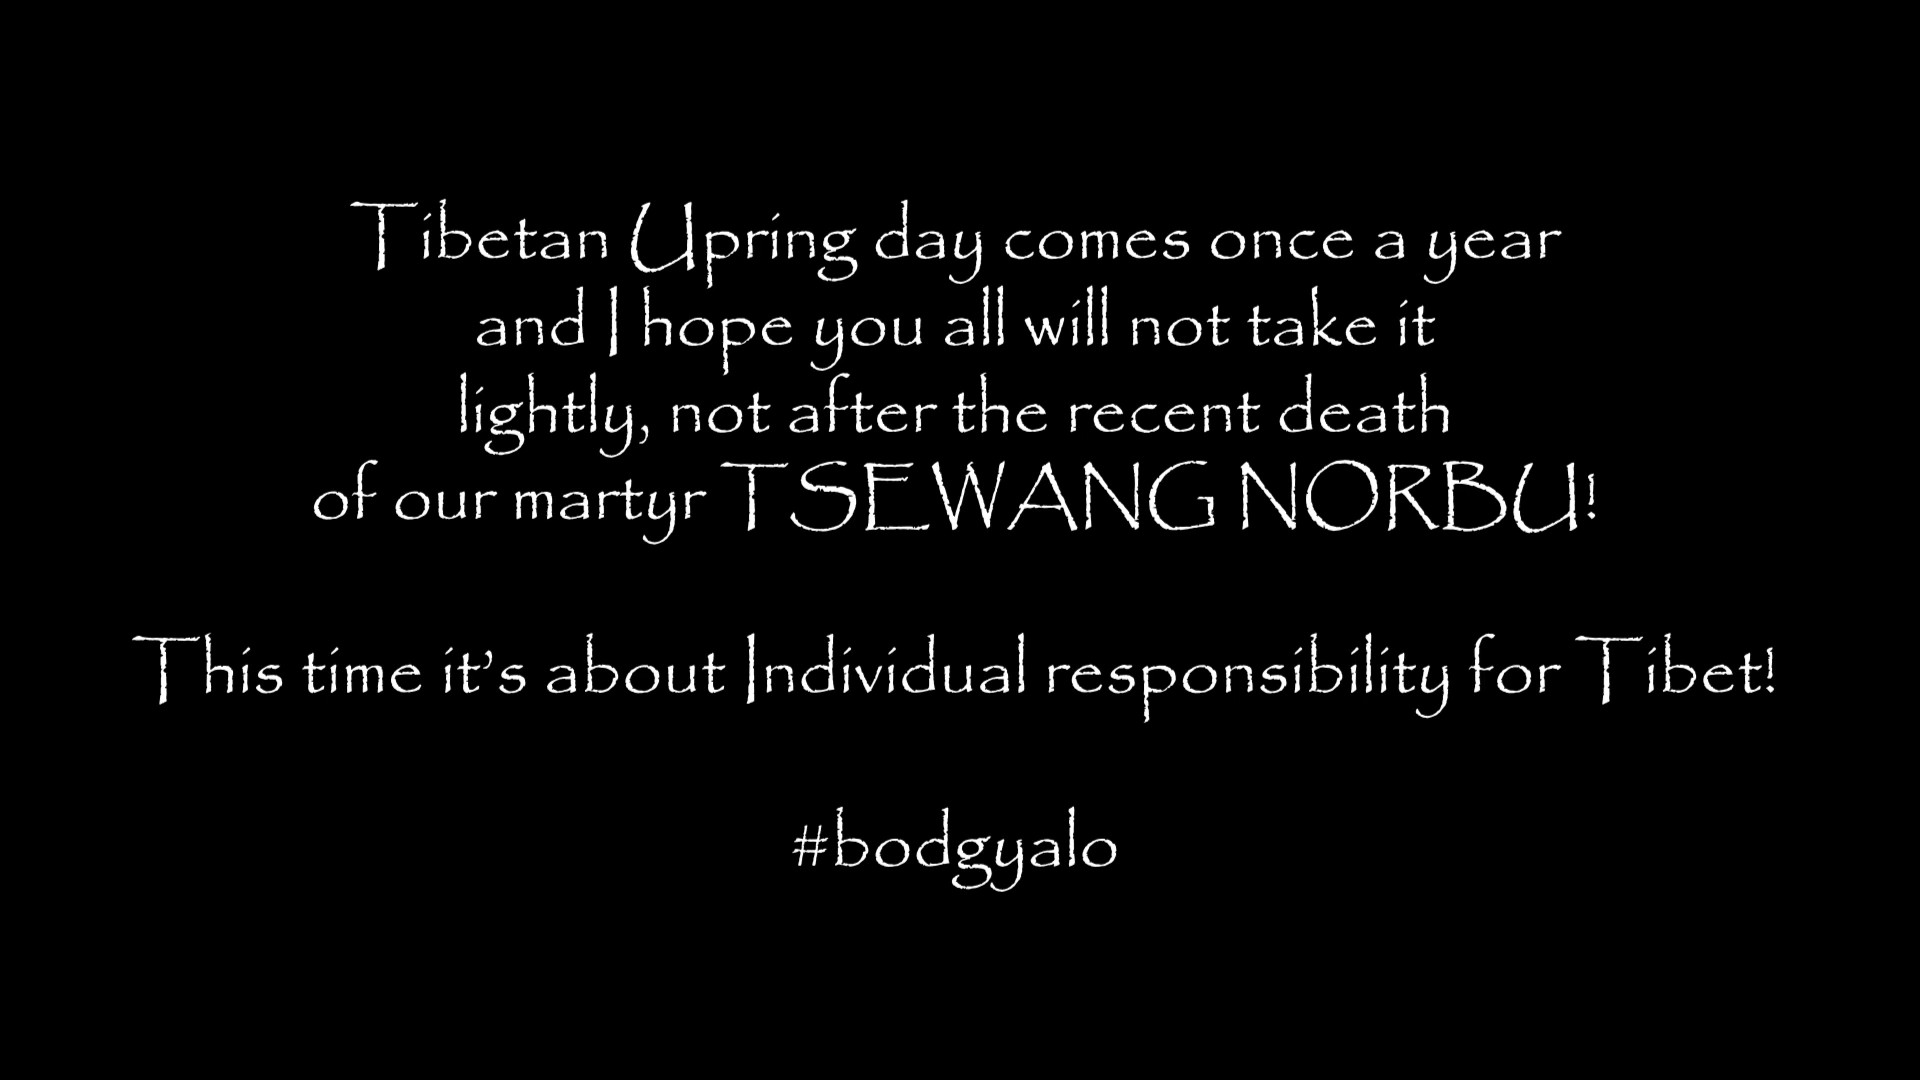 Tibetan Upring day comes once a year
and I hope you all will not take it
lightly, not after the recent death
of our martyr TSEWANG NORBU!
This time it's about Individual responsibility for Tibet!
#bodgyalo